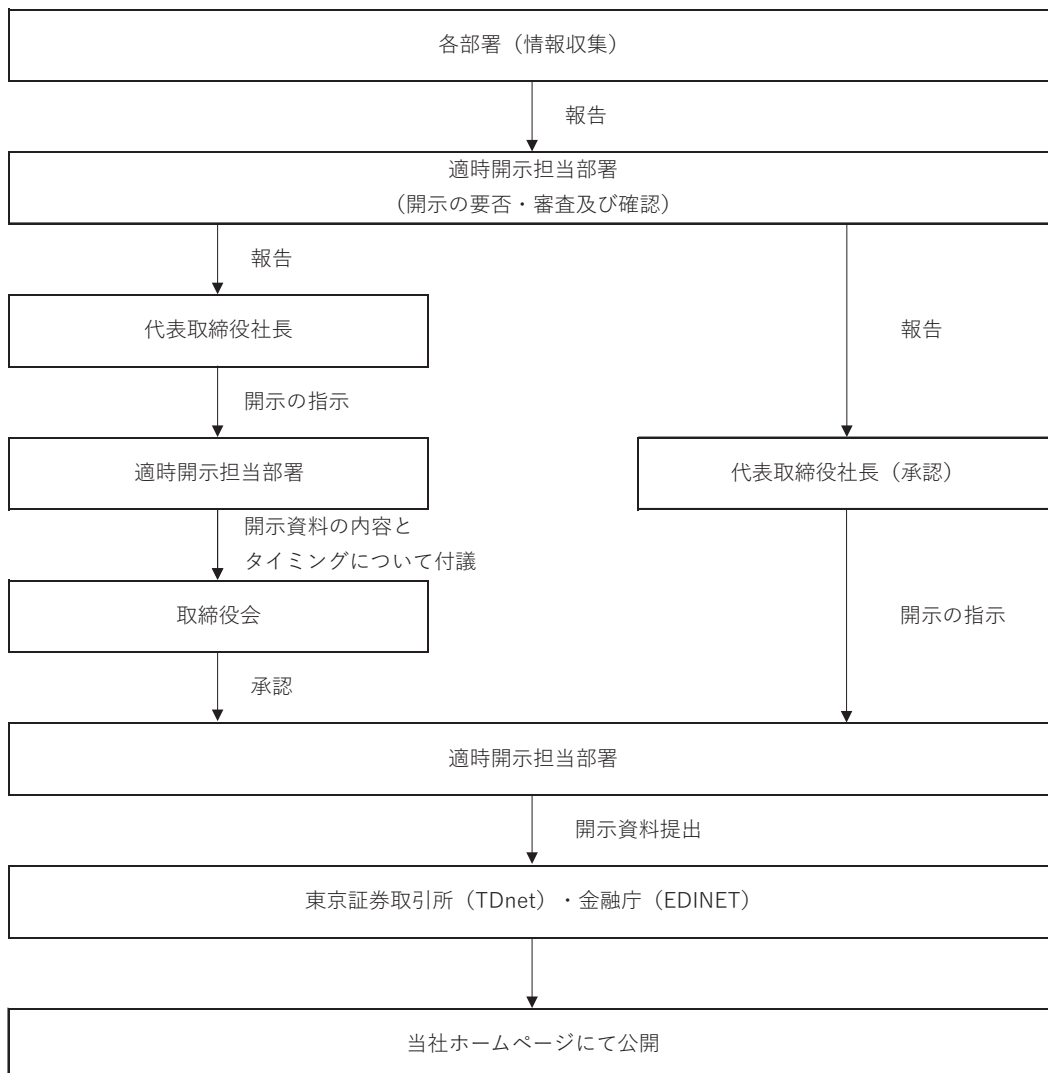 各部署（情報収集）
報告
適時開示担当部署
（開示の要否・審査及び確認）
報告
代表取締役社長
報告
開示の指示
適時開示担当部署
代表取締役社長（承認）
開示資料の内容と
タイミングについて付議
取締役会
開示の指示
承認
適時開示担当部署
開示資料提出
東京証券取引所（TDnet）・金融庁（EDINET）
当社ホームページにて公開